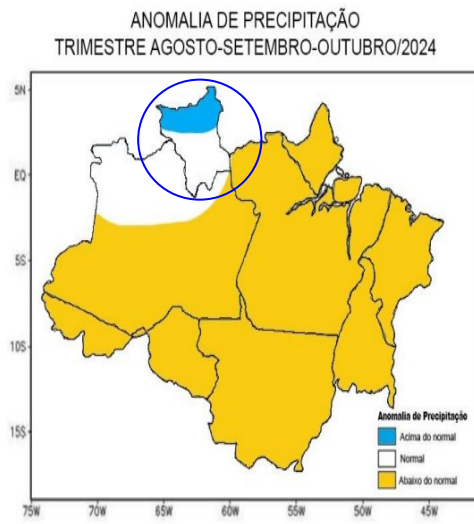 ANOMALIA DE PRECIPITAÇÃO
TRIMESTRE AGOSTO-SETEMBRO-OUTUBRO/2024
5N
EQ
5S
10S
15S
Anomalia de Precipitação
Acima do normal
Normal
Abaixo do normal
75W 70W 65W 60W 55W 50W 45W